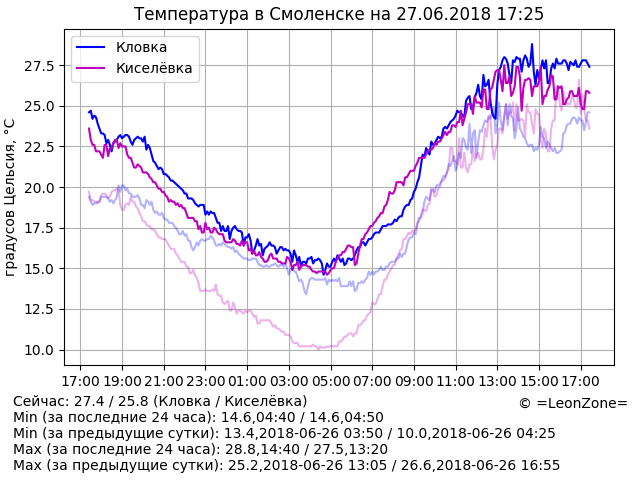 Температура в Смоленске на 27.06.2018 17:25
Кловка
Киселёвка
градусов Цельсия, °C
27.5
25.0
22.5
20.0
17.5
15.0
12.5
10.0
17:00 19:00 21:00 23:00 01:00 03:00 05:00 07:00 09:00 11:00 13:00 15:00 17:00
© =LeonZone=
Сейчас: 27.4 / 25.8 (Кловка / Киселёвка)
Min (за последние 24 часа): 14.6,04:40 / 14.6,04:50
Min (за предыдущие сутки): 13.4,2018-06-26 03:50 / 10.0,2018-06-26 04:25
Max (за последние 24 часа): 28.8,14:40 / 27.5,13:20
Max (за предыдущие сутки): 25.2,2018-06-26 13:05 / 26.6,2018-06-26 16:55